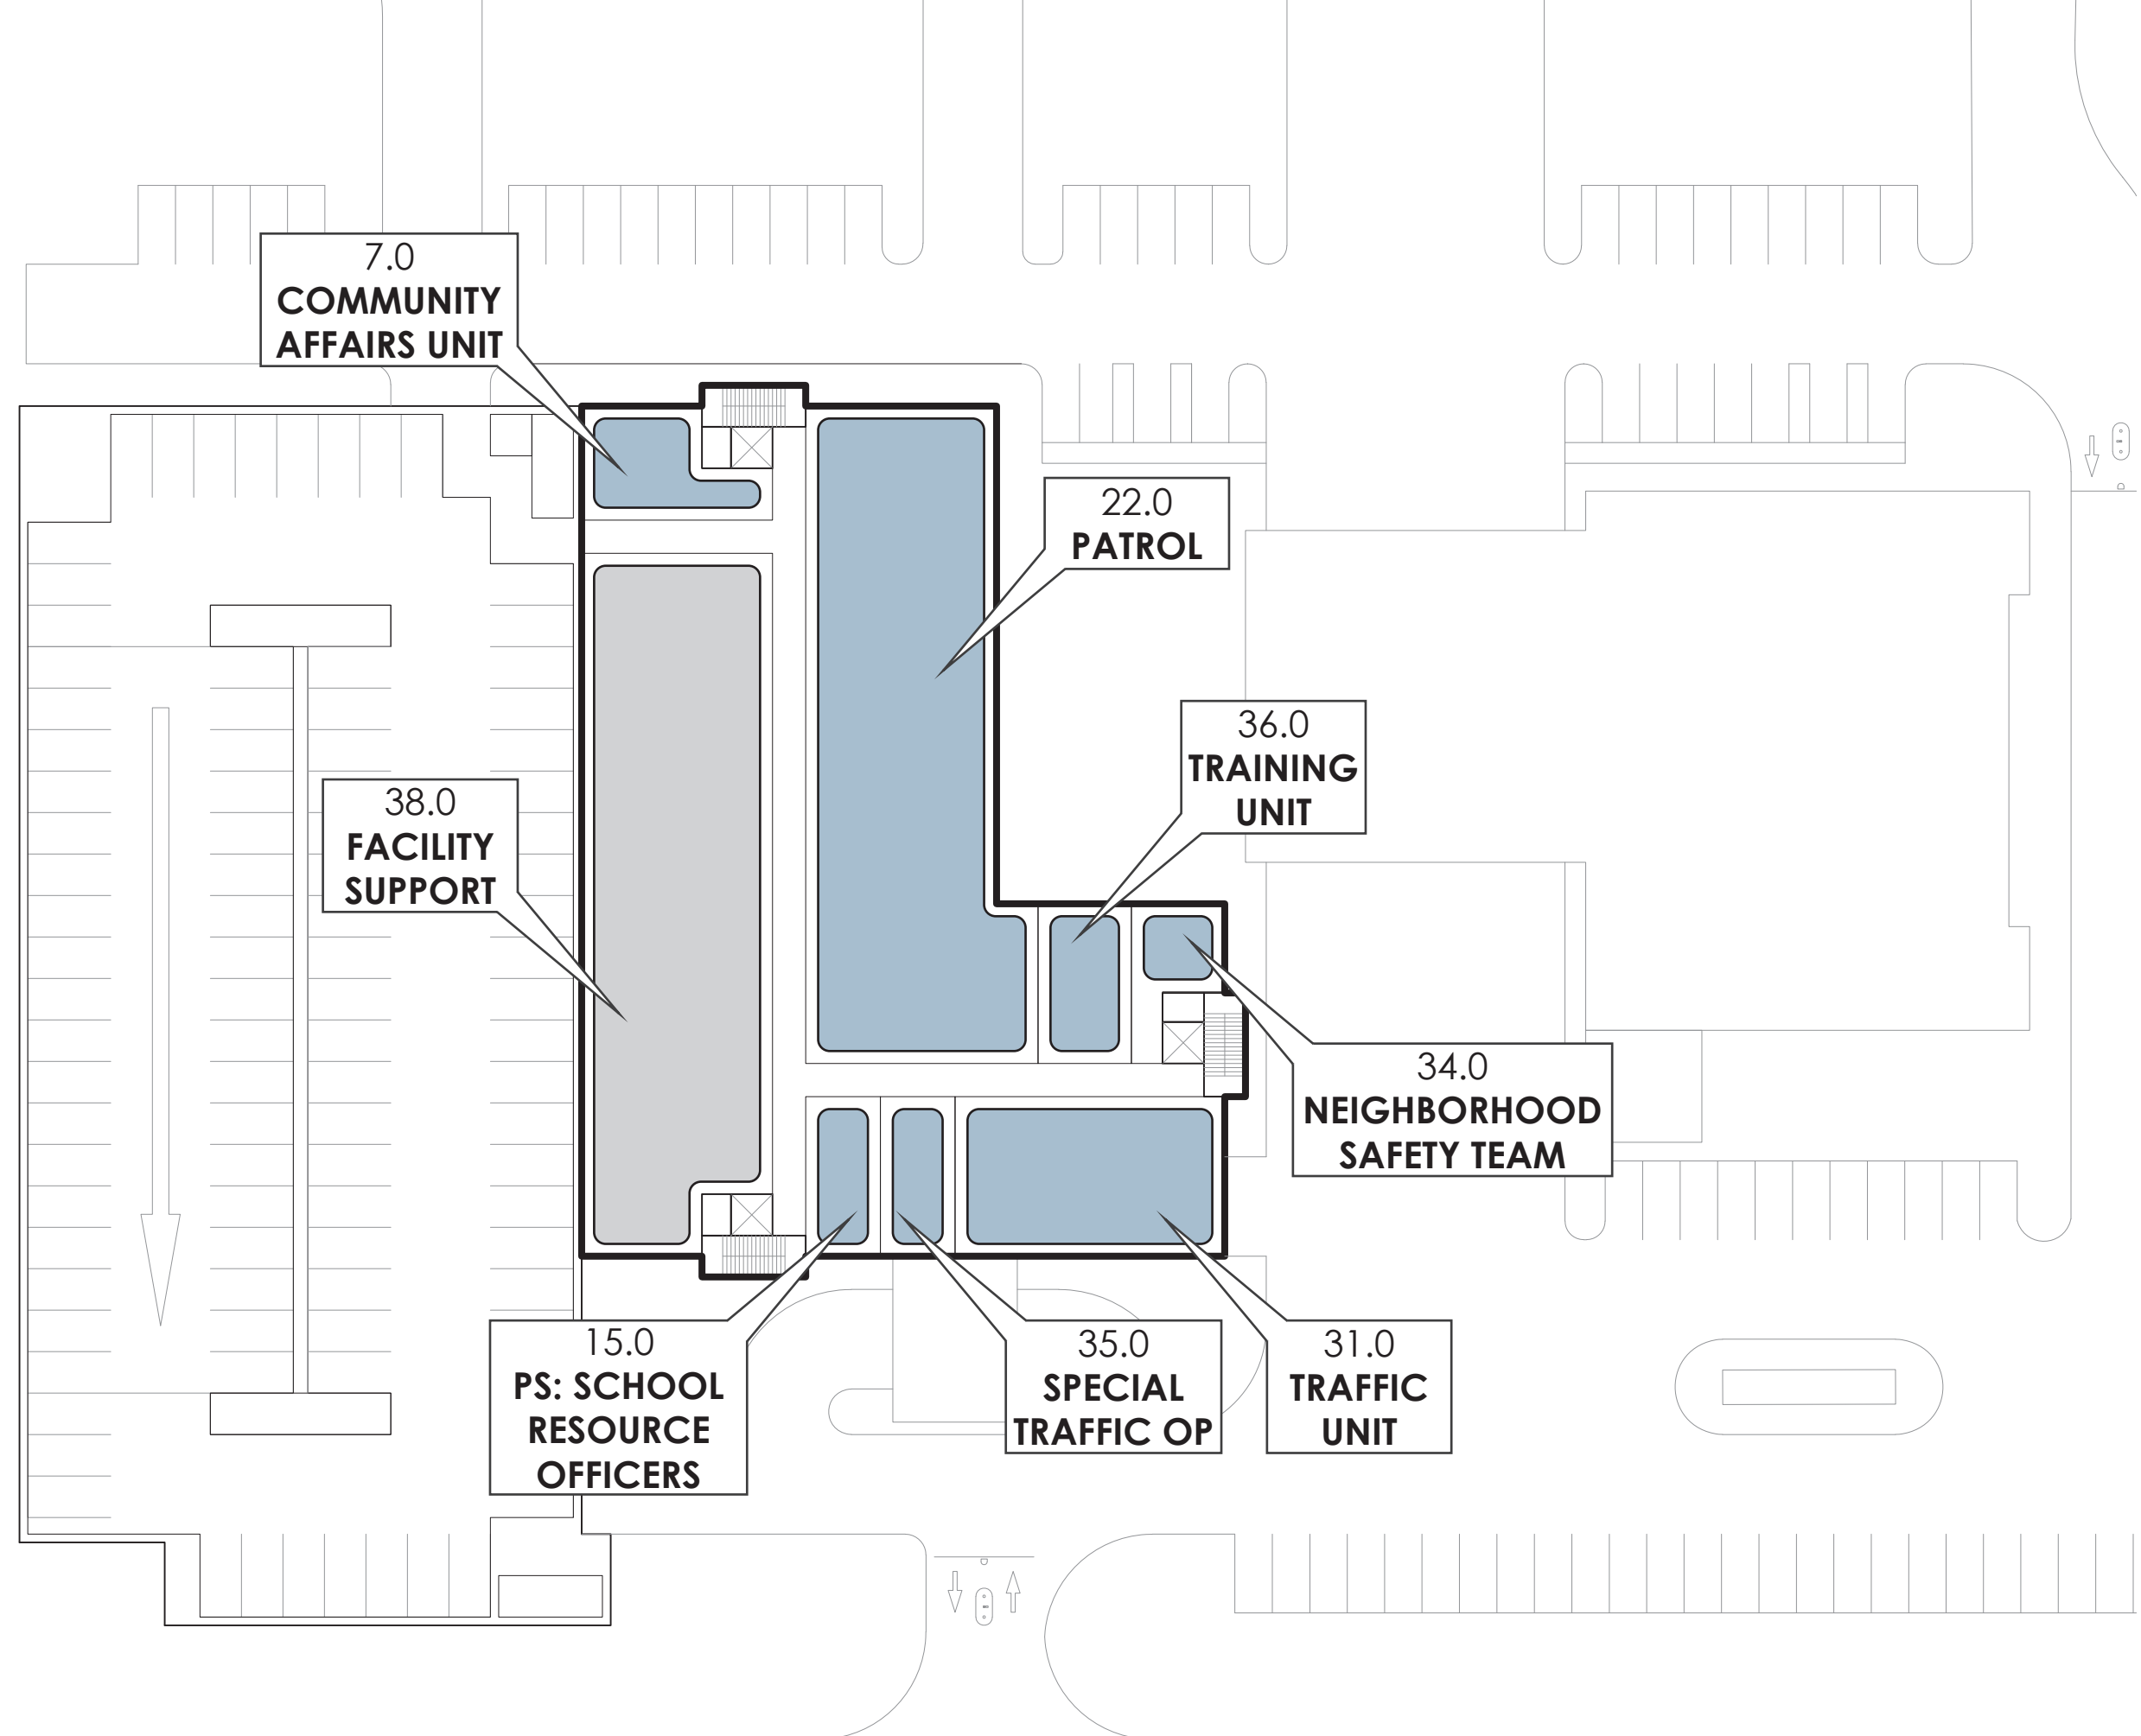 7.0
COMMUNITY
AFFAIRS UNIT
22.0
PATROL
36.0
TRAINING
UNIT
38.0
FACILITY
SUPPORT
34.0
NEIGHBORHOOD
SAFETY TEAM
15.0
PS: SCHOOL
RESOURCE
OFFICERS
35.0
SPECIAL
TRAFFIC OP
31.0
TRAFFIC
UNIT